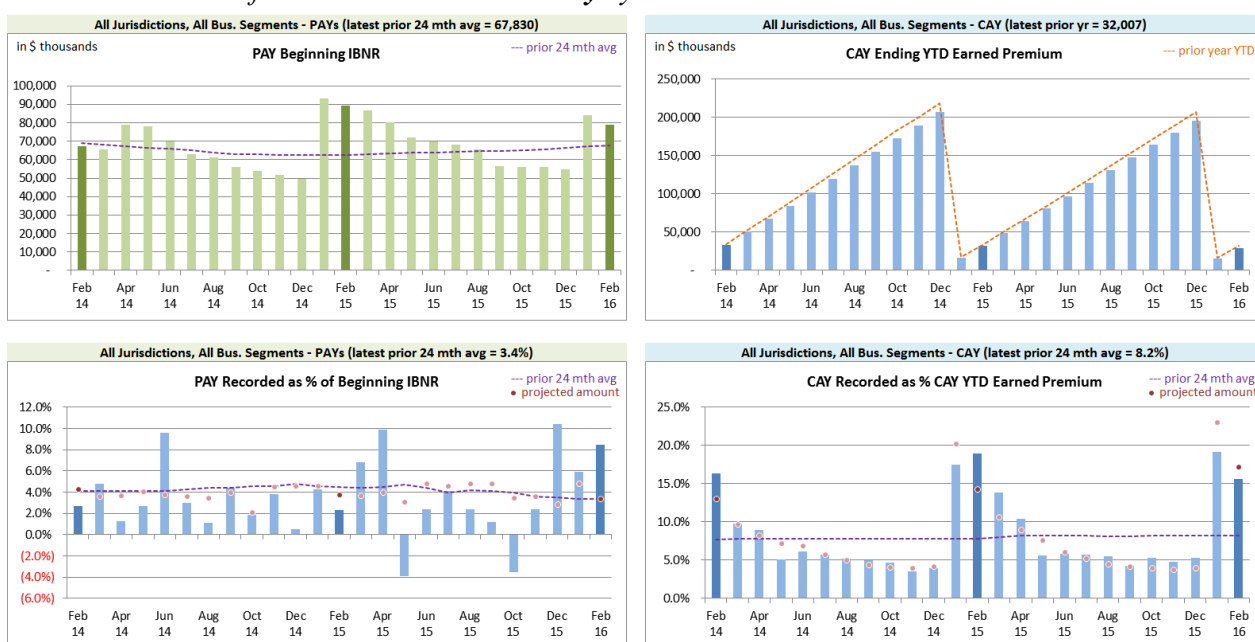 All Jurisdictions, All Bus. Segments - PAYs (latest prior 24 mth avg = 67,830)
in $ thousands
PAY Beginning IBNR
--- prior 24 mth avg
100,000
90,000
80,000
70,000
60,000
50,000
40,000
30,000
20,000
10,000
-
Feb Apr Jun Aug Oct Dec Feb Apr Jun Aug Oct Dec Feb
14 14 14 14 14 14 15 15 15 15 15 15 16
All Jurisdictions, All Bus. Segments - CAY (latest prior yr = 32,007)
in $ thousands
CAY Ending YTD Earned Premium
--- prior year YTD
250,000
200,000
150,000
100,000
50,000
-
Feb Apr Jun Aug Oct Dec Feb Apr Jun Aug Oct Dec Feb
14 14 14 14 14 14 15 15 15 15 15 15 16
All Jurisdictions, All Bus. Segments - PAYs (latest prior 24 mth avg = 3.4%)
PAY Recorded as % of Beginning IBNR
--- prior 24 mth avg
• projected amount
12.0%
10.0%
8.0%
6.0%
4.0%
2.0%
0.0%
(2.0%)
(4.0%)
(6.0%)
Feb Apr Jun Aug Oct Dec Feb Apr Jun Aug Oct Dec Feb
14 14 14 14 14 14 15 15 15 15 15 15 16
All Jurisdictions, All Bus. Segments - CAY (latest prior 24 mth avg = 8.2%)
CAY Recorded as % CAY YTD Earned Premium
--- prior 24 mth avg
• projected amount
25.0%
20.0%
15.0%
10.0%
5.0%
0.0%
Feb Apr Jun Aug Oct Dec Feb Apr Jun Aug Oct Dec Feb
14 14 14 14 14 14 15 15 15 15 15 15 16